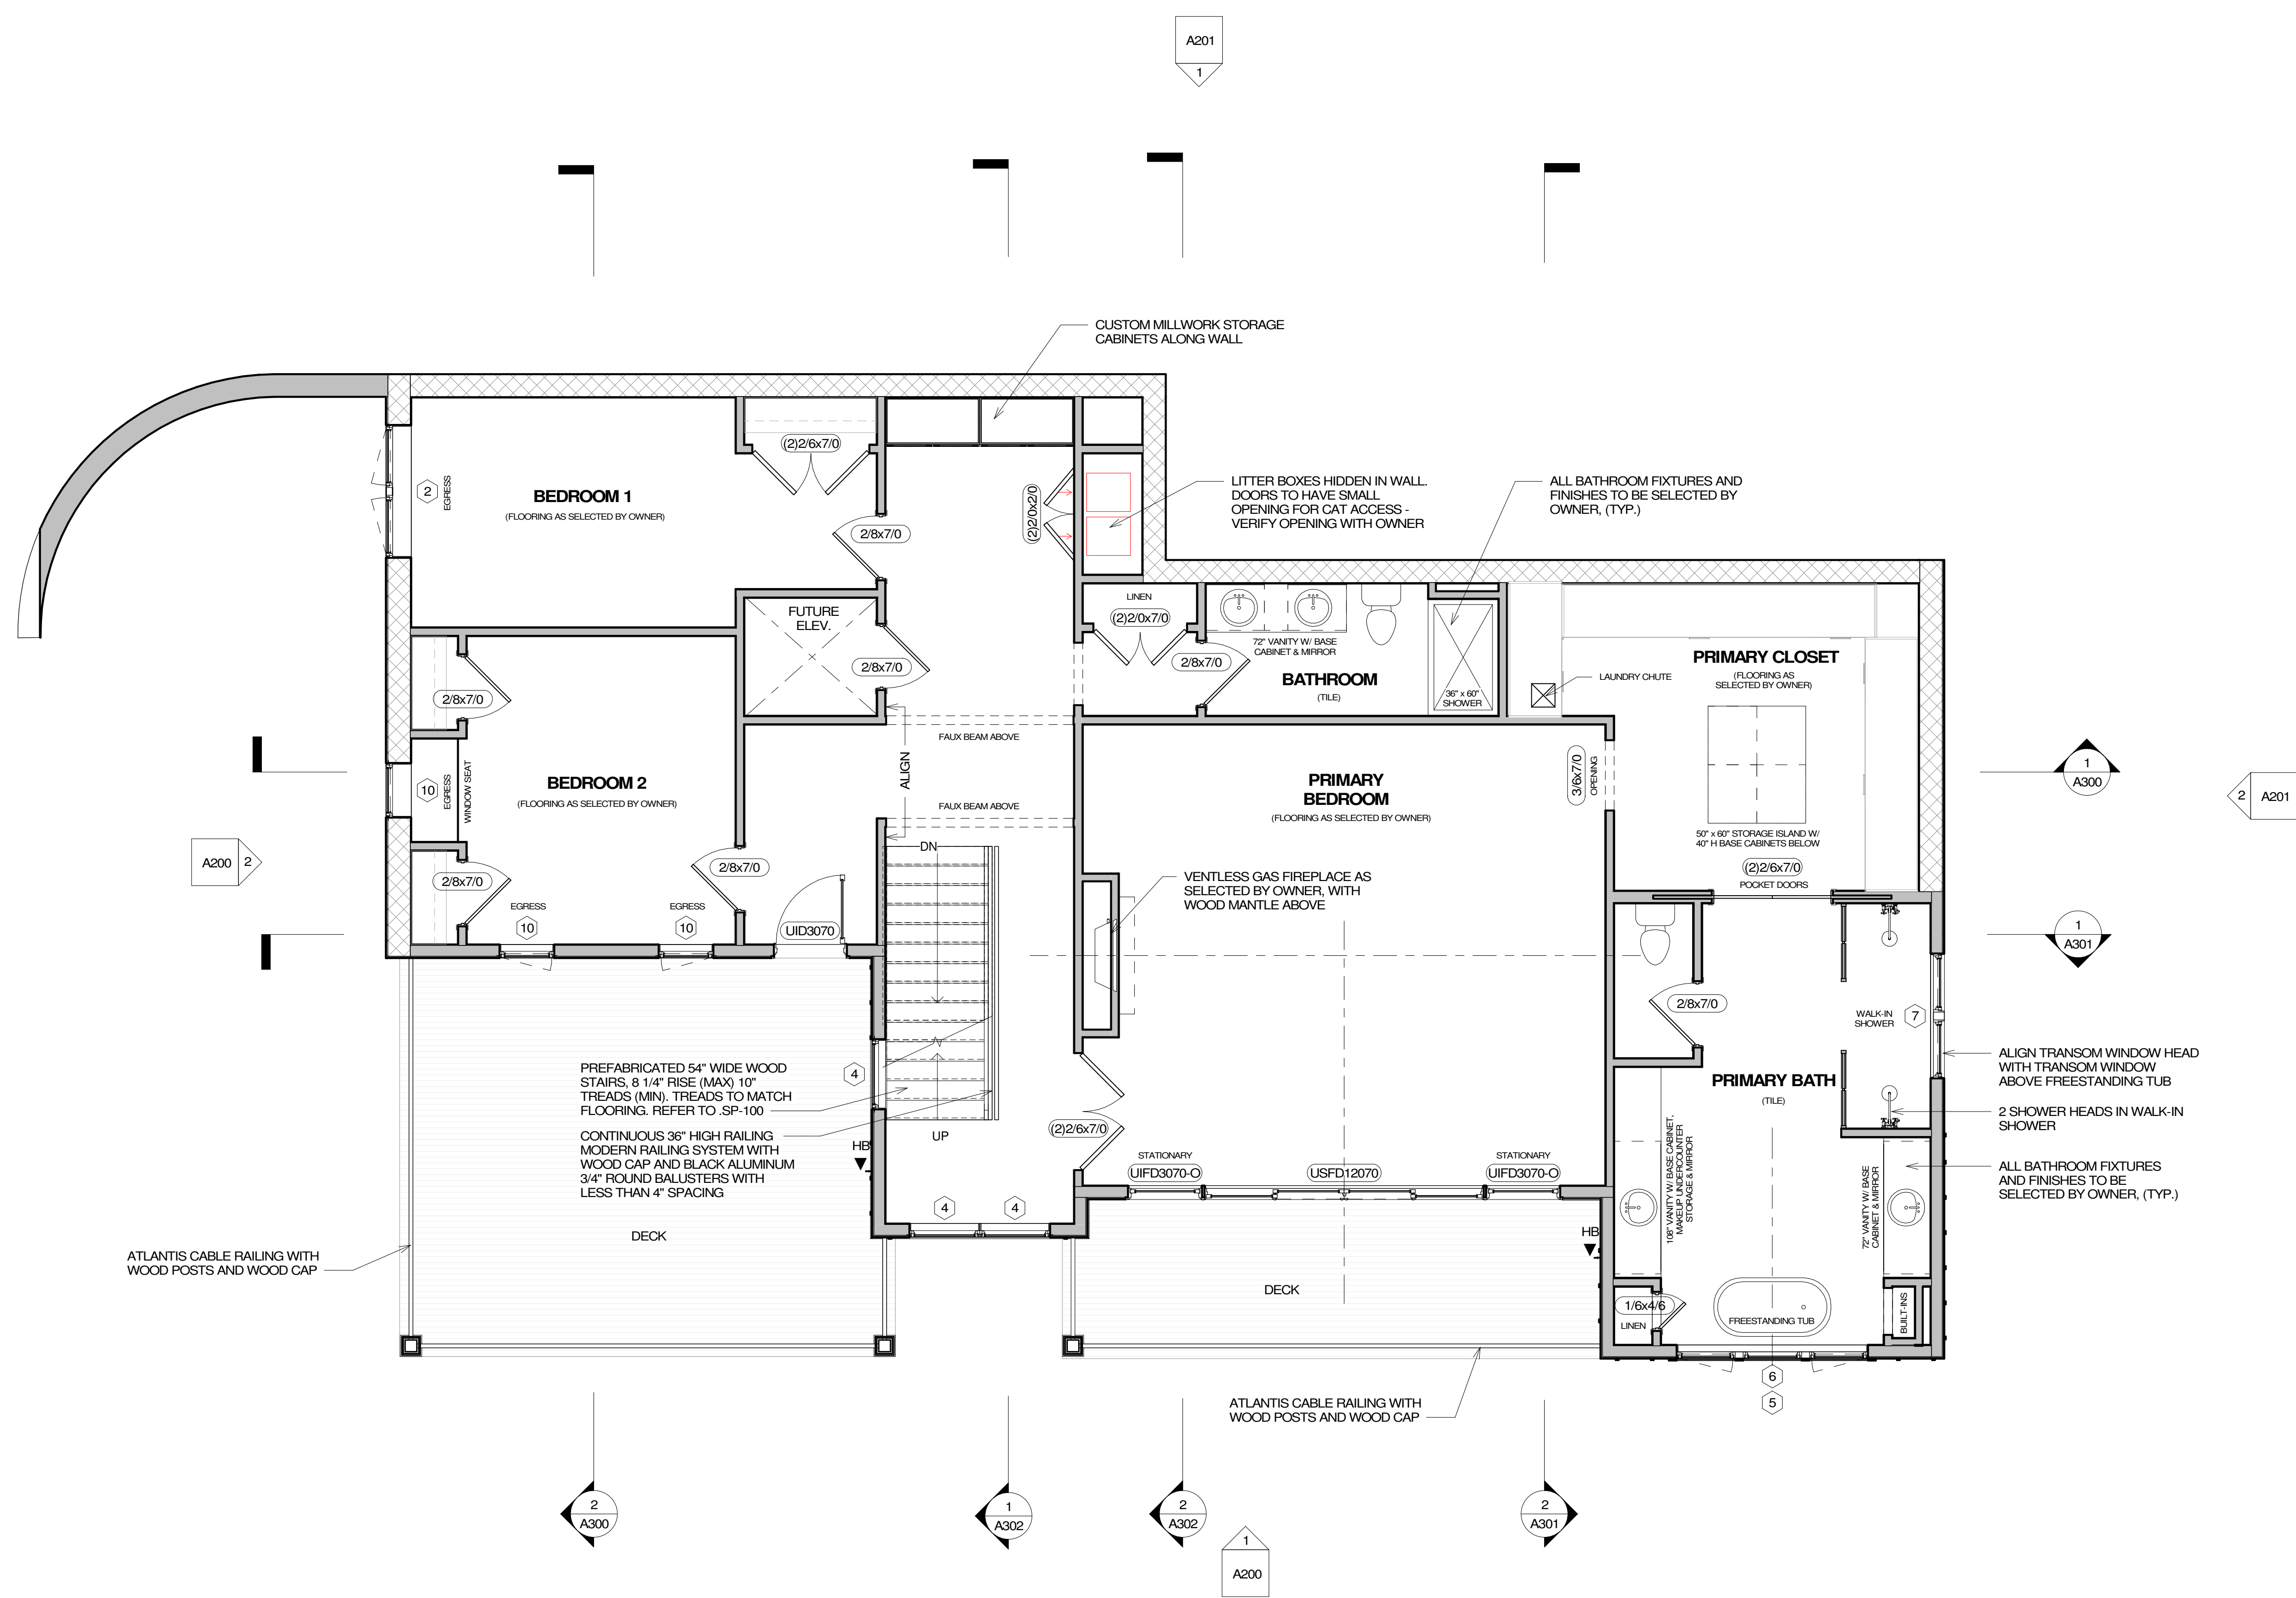 A201
1
CUSTOM MILLWORK STORAGE
CABINETS ALONG WALL
(2)2/6x7/0
LITTER BOXES HIDDEN IN WALL.
DOORS TO HAVE SMALL
OPENING FOR CAT ACCESS -
VERIFY OPENING WITH OWNER
ALL BATHROOM FIXTURES AND
FINISHES TO BE SELECTED BY
OWNER, (TYP.)
2
EGRESS
BEDROOM 1
(FLOORING AS SELECTED BY OWNER)
2/8x7/0
(2)2/0x2/0
FUTURE
ELEV.
2/8x7/0
LINEN
(2)2/0x7/0
2/8x7/0
72" VANITY W/ BASE
CABINET & MIRROR
BATHROOM
(TILE)
36" x 60"
SHOWER
LAUNDRY CHUTE
PRIMARY CLOSET
(FLOORING AS
SELECTED BY OWNER)
2/8x7/0
10
EGRESS
WINDOW SEAT
BEDROOM 2
(FLOORING AS SELECTED BY OWNER)
2/8x7/0
EGRESS
10
EGRESS
10
2/8x7/0
UID3070
ALIGN
FAUX BEAM ABOVE
FAUX BEAM ABOVE
DN
PRIMARY
BEDROOM
(FLOORING AS SELECTED BY OWNER)
3/6x7/0
OPENING
50" x 60" STORAGE ISLAND W/
40" H BASE CABINETS BELOW
(2)2/6x7/0
POCKET DOORS
1
A300
2
A201
A200
2
1
A301
VENTLESS GAS FIREPLACE AS
SELECTED BY OWNER, WITH
WOOD MANTLE ABOVE
2/8x7/0
WALK-IN
SHOWER
7
ALIGN TRANSOM WINDOW HEAD
WITH TRANSOM WINDOW
ABOVE FREESTANDING TUB
PREFABRICATED 54" WIDE WOOD
STAIRS, 8 1/4" RISE (MAX) 10"
TREADS (MIN). TREADS TO MATCH
FLOORING. REFER TO .SP-100
4
CONTINUOUS 36" HIGH RAILING
MODERN RAILING SYSTEM WITH
WOOD CAP AND BLACK ALUMINUM
3/4" ROUND BALUSTERS WITH
LESS THAN 4" SPACING
HB
UP
(2)2/6x7/0
PRIMARY BATH
(TILE)
2 SHOWER HEADS IN WALK-IN
SHOWER
ALL BATHROOM FIXTURES
AND FINISHES TO BE
SELECTED BY OWNER, (TYP.)
STATIONARY
UIFD3070-O
USFD12070
STATIONARY
UIFD3070-O
108" VANITY W/ BASE CABINET.
MAKEUP UNDERCOUNTER
STORAGE & MIRROR
72" VANITY W/ BASE
CABINET & MIRROR
4
4
DECK
HB
ATLANTIS CABLE RAILING WITH
WOOD POSTS AND WOOD CAP
DECK
1/6x4/6
LINEN
FREESTANDING TUB
BUILT-INS
6
5
ATLANTIS CABLE RAILING WITH
WOOD POSTS AND WOOD CAP
2
A300
1
A302
2
A302
2
A301
1
A200